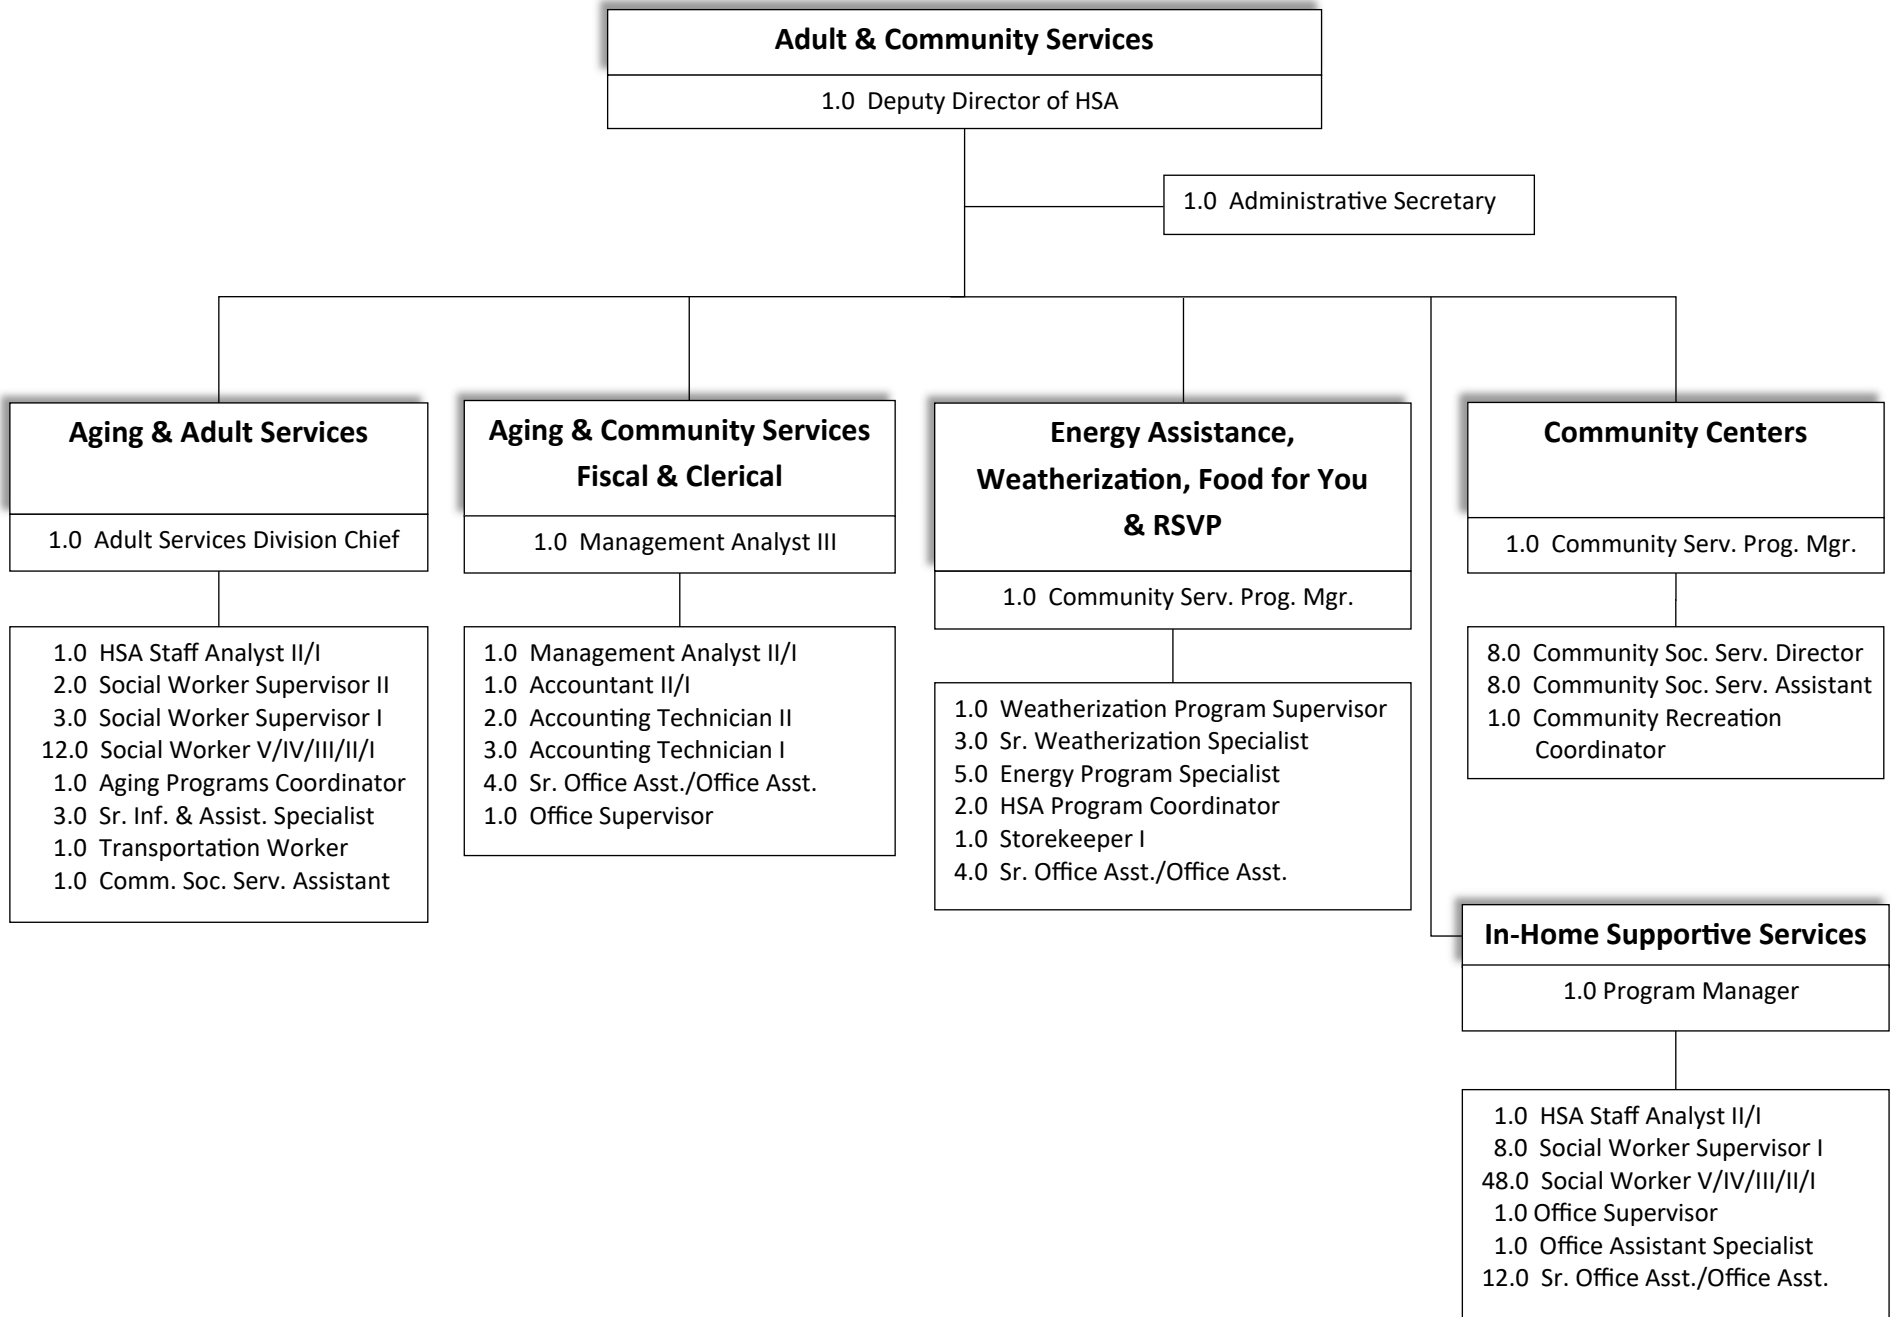 Adult & Community Services
1.0 Deputy Director of HSA
1.0 Administrative Secretary
Aging & Adult Services
1.0 Adult Services Division Chief
1.0 HSA Staff Analyst II/I
2.0 Social Worker Supervisor II
3.0 Social Worker Supervisor I
12.0 Social Worker V/IV/III/II/I
1.0 Aging Programs Coordinator
3.0 Sr. Inf. & Assist. Specialist
1.0 Transportation Worker
1.0 Comm. Soc. Serv. Assistant
Aging & Community Services
Fiscal & Clerical
1.0 Management Analyst III
1.0 Management Analyst II/I
1.0 Accountant II/I
2.0 Accounting Technician II
3.0 Accounting Technician I
4.0 Sr. Office Asst./Office Asst.
1.0 Office Supervisor
Energy Assistance,
Weatherization, Food for You
& RSVP
1.0 Community Serv. Prog. Mgr.
1.0 Weatherization Program Supervisor
3.0 Sr. Weatherization Specialist
5.0 Energy Program Specialist
2.0 HSA Program Coordinator
1.0 Storekeeper I
4.0 Sr. Office Asst./Office Asst.
Community Centers
1.0 Community Serv. Prog. Mgr.
8.0 Community Soc. Serv. Director
8.0 Community Soc. Serv. Assistant
1.0 Community Recreation
Coordinator
In-Home Supportive Services
1.0 Program Manager
1.0 HSA Staff Analyst II/I
8.0 Social Worker Supervisor I
48.0 Social Worker V/IV/III/II/I
1.0 Office Supervisor
1.0 Office Assistant Specialist
12.0 Sr. Office Asst./Office Asst.